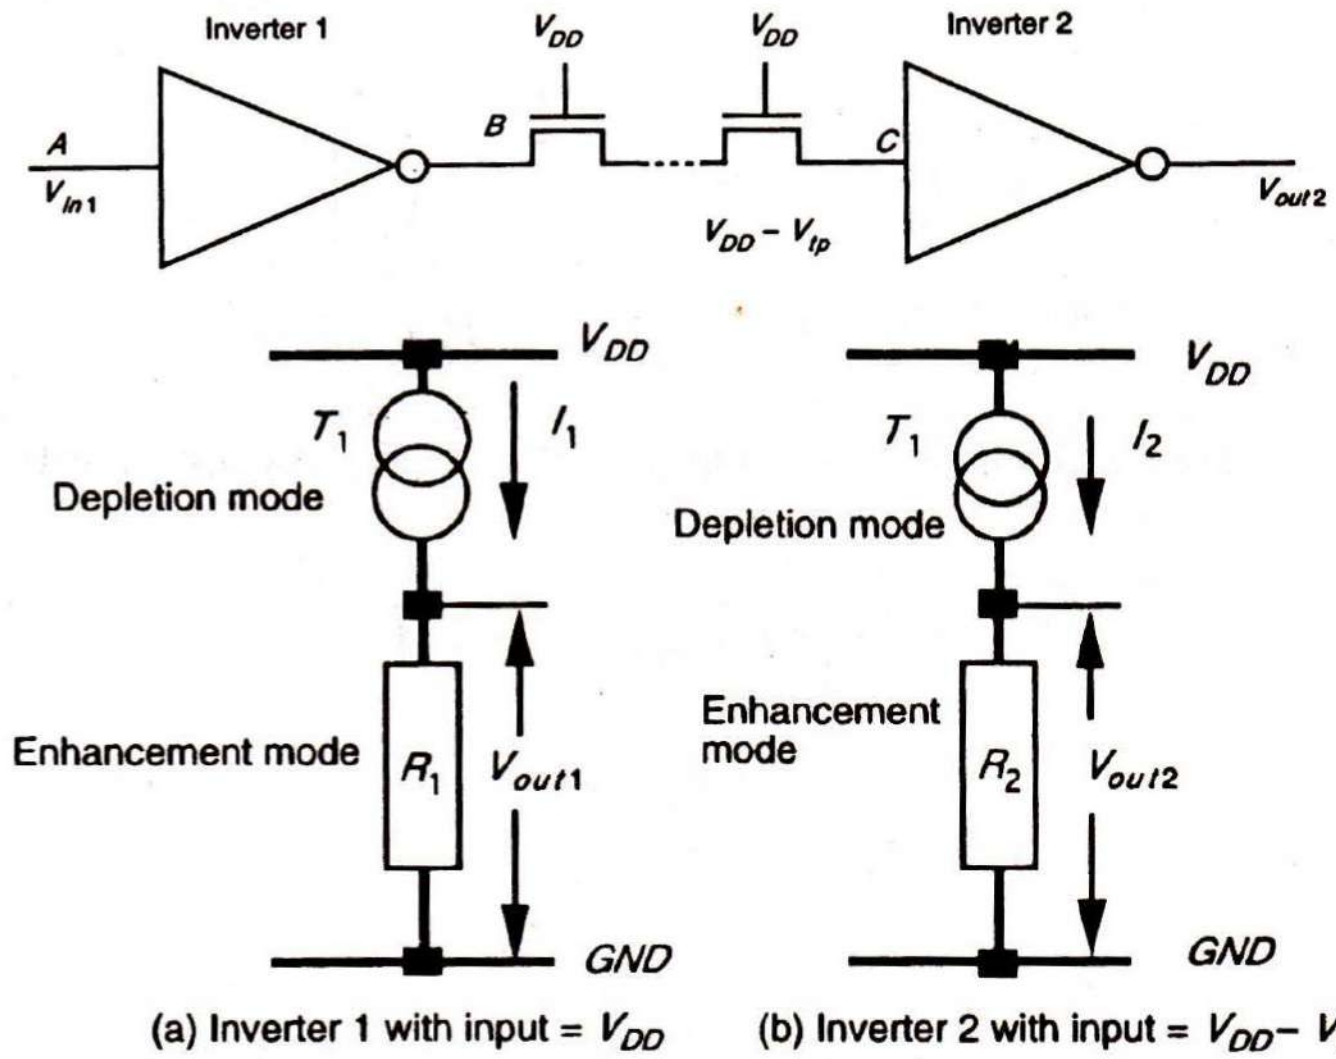 Inverter 1 V_DD V_DD Inverter 2
A B C
V_in1 V_out2
V_DD – V_tp
V_DD V_DD
T_1 I_1 T_1 I_2
Depletion mode Depletion mode
Enhancement mode R_1 V_out1 Enhancement mode R_2 V_out2
GND GND
(a) Inverter 1 with input = V_DD (b) Inverter 2 with input = V_DD – V